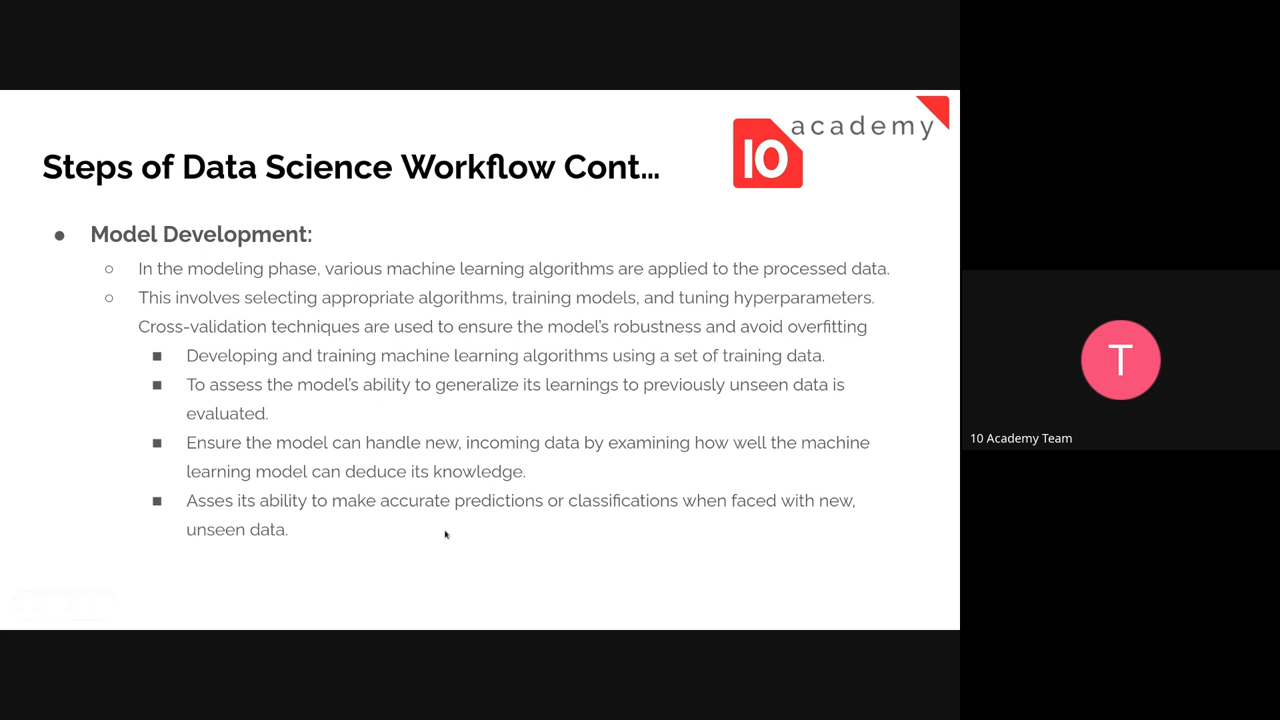 academy
10
Steps of Data Science Workflow Cont...
● Model Development:
○ In the modeling phase, various machine learning algorithms are applied to the processed data.
○ This involves selecting appropriate algorithms, training models, and tuning hyperparameters.
Cross-validation techniques are used to ensure the model’s robustness and avoid overfitting
■ Developing and training machine learning algorithms using a set of training data.
■ To assess the model’s ability to generalize its learnings to previously unseen data is
evaluated.
■ Ensure the model can handle new, incoming data by examining how well the machine
learning model can deduce its knowledge.
■ Asses its ability to make accurate predictions or classifications when faced with new,
unseen data.
T
10 Academy Team